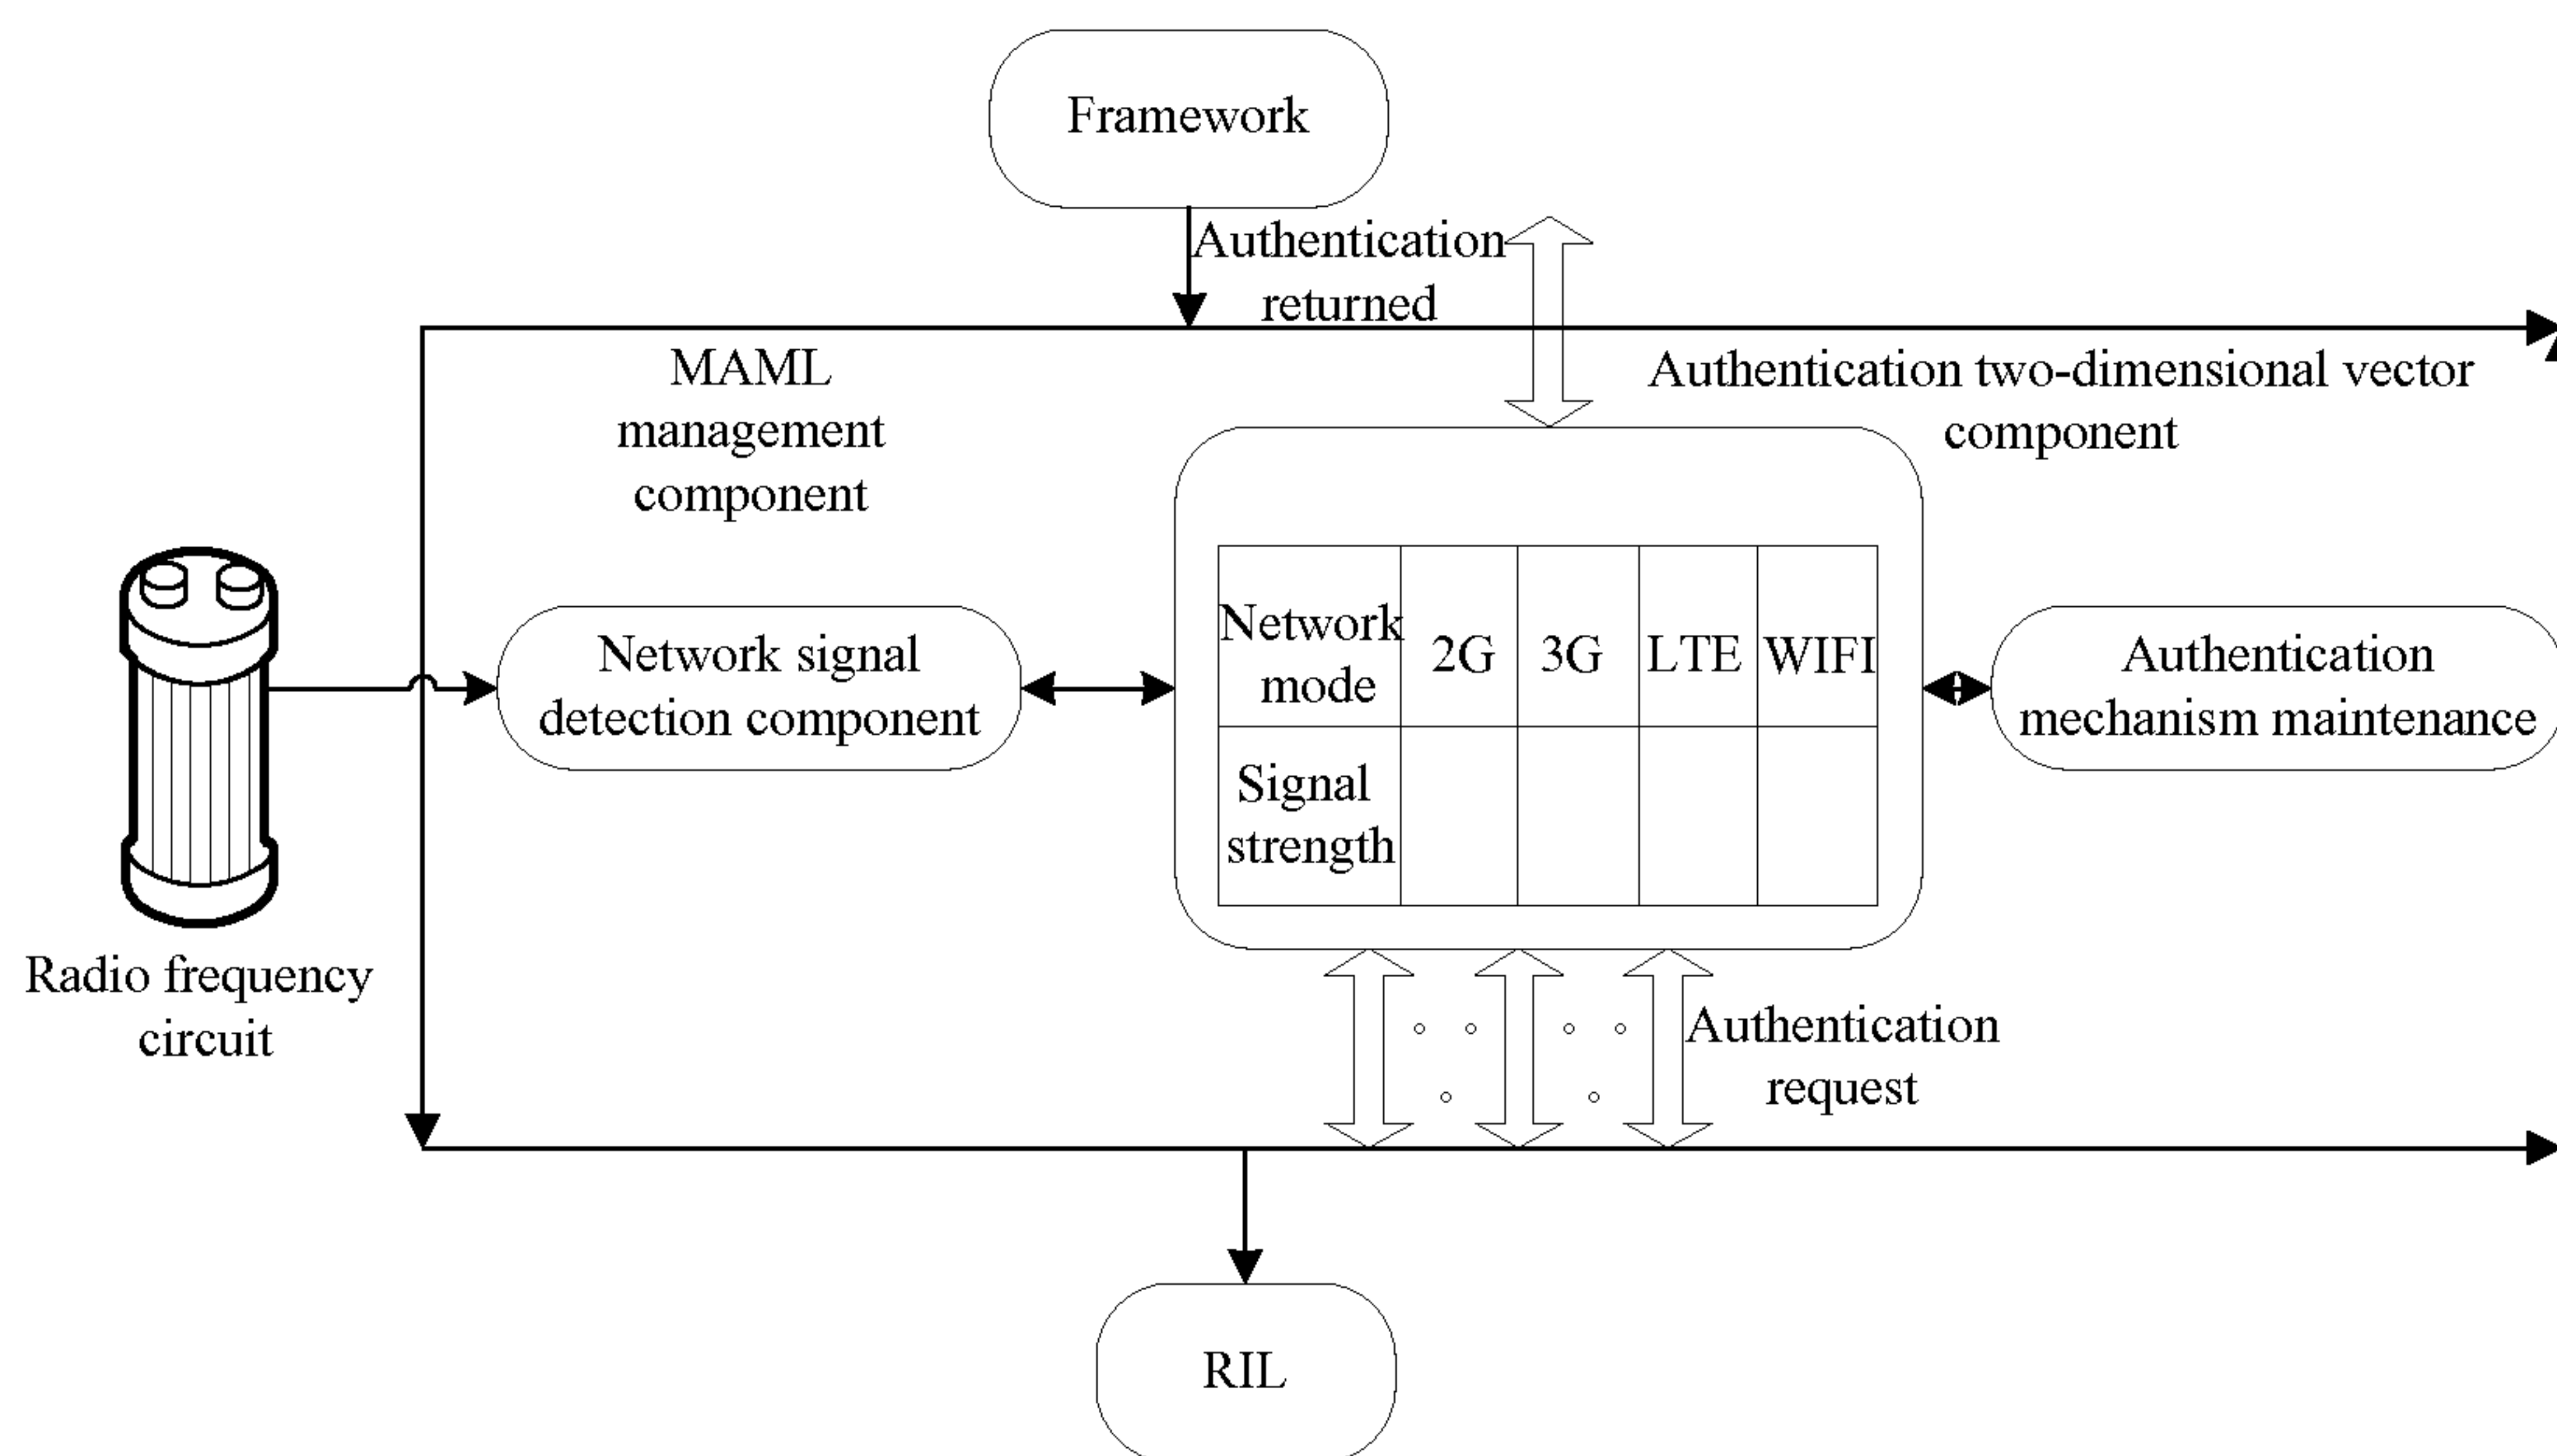 Framework
Authentication
returned
MAML
management
component
Authentication two-dimensional vector
component
Network signal
detection component
Network
mode
2G
3G
LTE
WIFI
Signal
strength
Authentication
mechanism maintenance
Radio frequency
circuit
Authentication
request
RIL